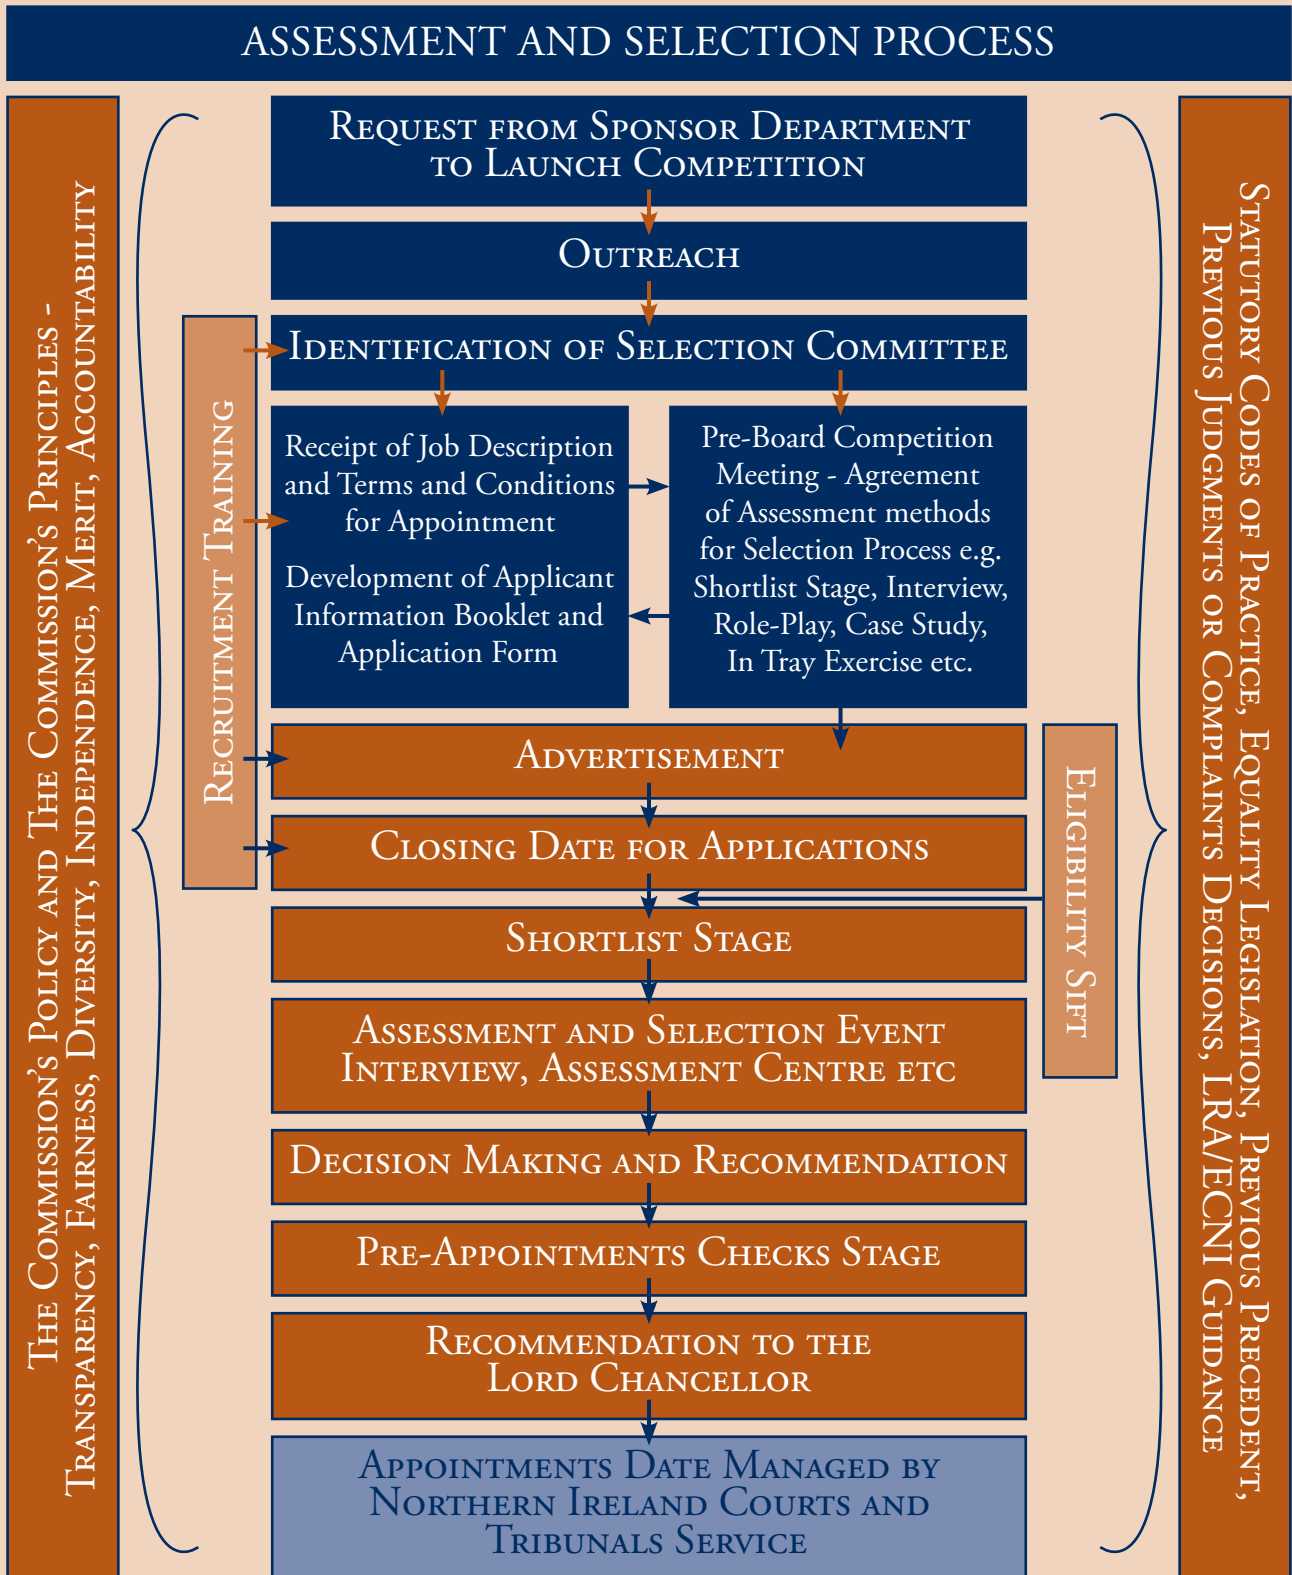 ASSESSMENT AND SELECTION PROCESS
THE COMMISSION'S POLICY AND THE COMMISSION'S PRINCIPLES -
TRANSPARENCY, FAIRNESS, DIVERSITY, INDEPENDENCE, MERIT, ACCOUNTABILITY
REQUEST FROM SPONSOR DEPARTMENT
TO LAUNCH COMPETITION
OUTREACH
IDENTIFICATION OF SELECTION COMMITTEE
RECRUITMENT TRAINING
Receipt of Job Description
and Terms and Conditions
for Appointment
Development of Applicant
Information Booklet and
Application Form
Pre-Board Competition
Meeting - Agreement
of Assessment methods
for Selection Process e.g.
Shortlist Stage, Interview,
Role-Play, Case Study,
In Tray Exercise etc.
ADVERTISEMENT
CLOSING DATE FOR APPLICATIONS
ELIGIBILITY SIFT
SHORTLIST STAGE
ASSESSMENT AND SELECTION EVENT
INTERVIEW, ASSESSMENT CENTRE ETC
DECISION MAKING AND RECOMMENDATION
PRE-APPOINTMENTS CHECKS STAGE
RECOMMENDATION TO THE
LORD CHANCELLOR
APPOINTMENTS DATE MANAGED BY
NORTHERN IRELAND COURTS AND
TRIBUNALS SERVICE
STATUTORY CODES OF PRACTICE, EQUALITY LEGISLATION, PREVIOUS PRECEDENT,
PREVIOUS JUDGMENTS OR COMPLAINTS DECISIONS, LRA/ECNI GUIDANCE